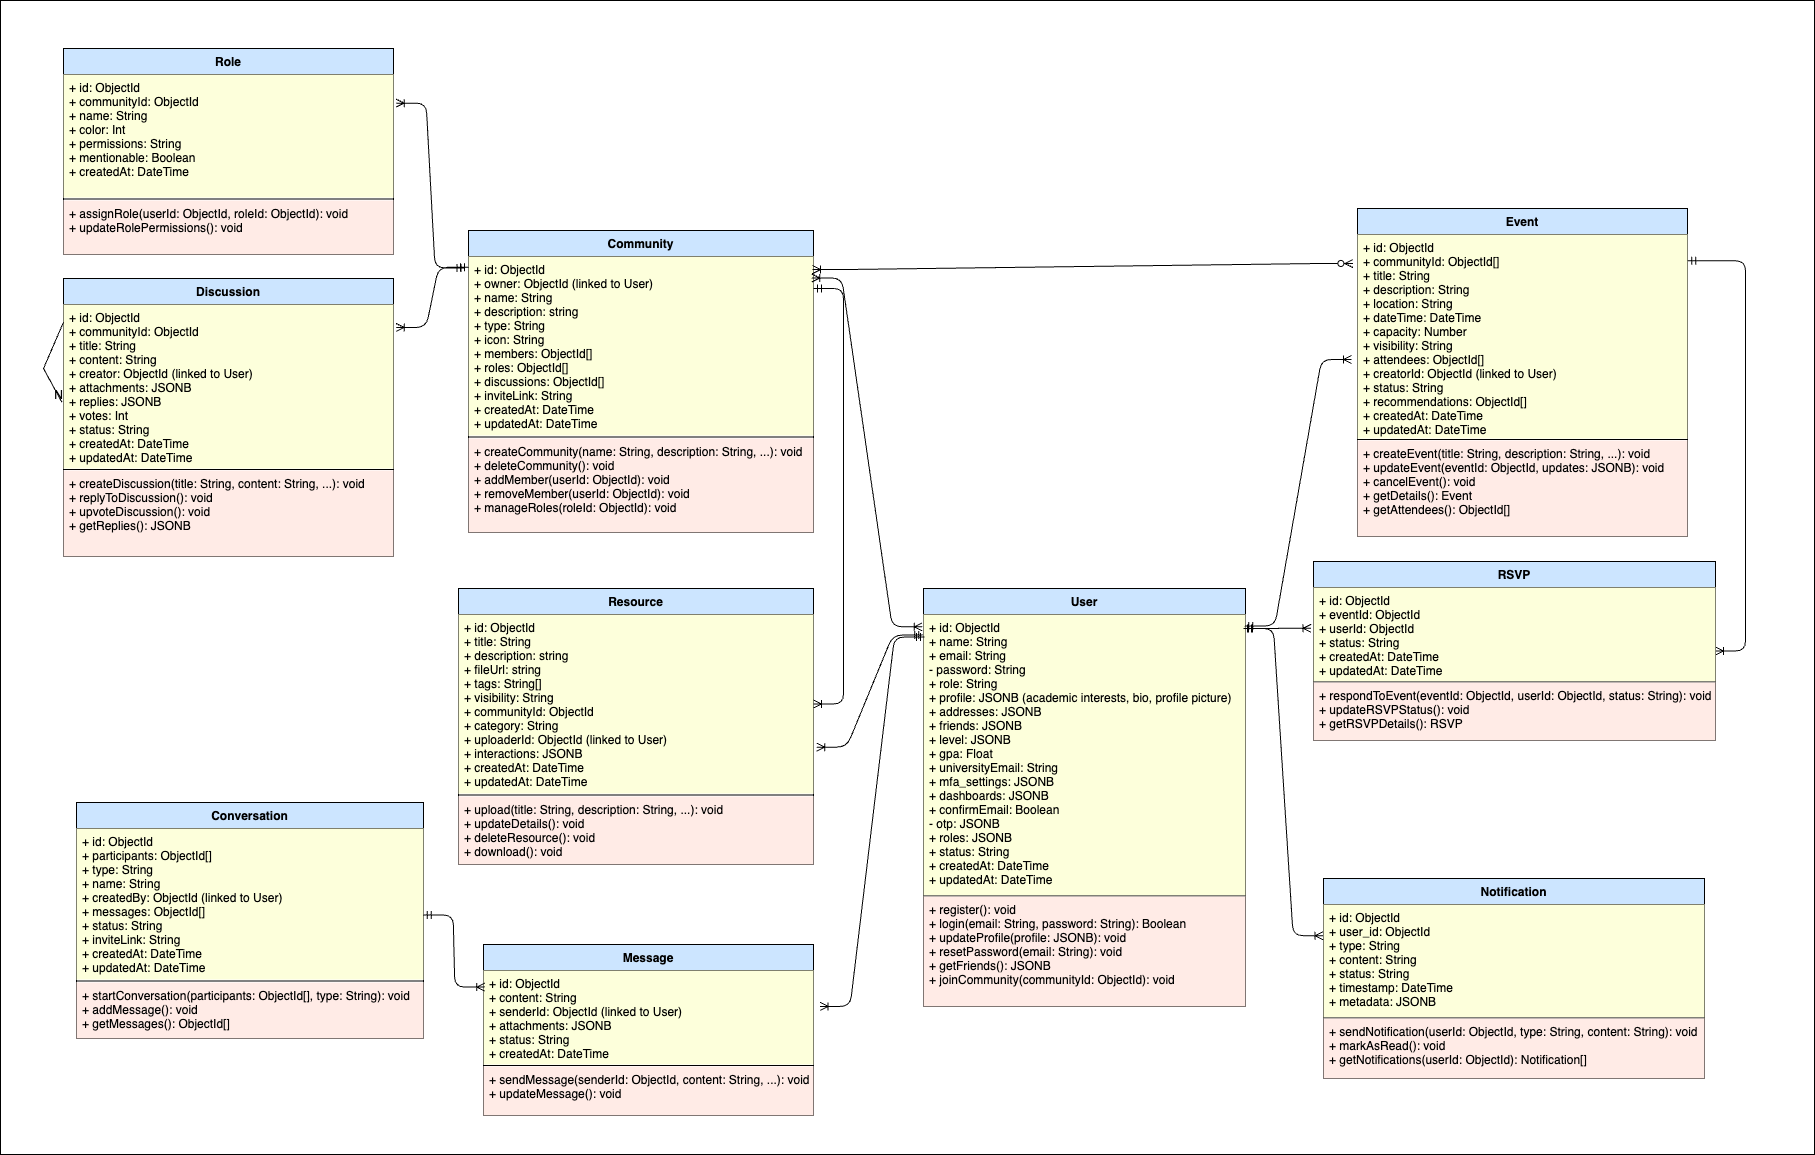 Role
+ id: ObjectId
+ communityId: ObjectId
+ name: String
+ color: Int
+ permissions: String
+ mentionable: Boolean
+ createdAt: DateTime
+ assignRole(userId: ObjectId, roleId: ObjectId): void
+ updateRolePermissions(): void
Discussion
+ id: ObjectId
+ communityId: ObjectId
+ title: String
+ content: String
+ creator: ObjectId (linked to User)
+ attachments: JSONB
+ replies: JSONB
+ votes: Int
+ status: String
+ createdAt: DateTime
+ updatedAt: DateTime
+ createDiscussion(title: String, content: String, ...): void
+ replyToDiscussion(): void
+ upvoteDiscussion(): void
+ getReplies(): JSONB
Community
+ id: ObjectId
+ owner: ObjectId (linked to User)
+ name: String
+ description: string
+ type: String
+ icon: String
+ members: ObjectId[]
+ roles: ObjectId[]
+ discussions: ObjectId[]
+ inviteLink: String
+ createdAt: DateTime
+ updatedAt: DateTime
+ createCommunity(name: String, description: String, ...): void
+ deleteCommunity(): void
+ addMember(userId: ObjectId): void
+ removeMember(userId: ObjectId): void
+ manageRoles(roleId: ObjectId): void
Event
+ id: ObjectId
+ communityId: ObjectId[]
+ title: String
+ description: String
+ location: String
+ dateTime: DateTime
+ capacity: Number
+ visibility: String
+ attendees: ObjectId[]
+ creatorId: ObjectId (linked to User)
+ status: String
+ recommendations: ObjectId[]
+ createdAt: DateTime
+ updatedAt: DateTime
+ createEvent(title: String, description: String, ...): void
+ updateEvent(eventId: ObjectId, updates: JSONB): void
+ cancelEvent(): void
+ getDetails(): Event
+ getAttendees(): ObjectId[]
Resource
+ id: ObjectId
+ title: String
+ description: string
+ fileUrl: string
+ tags: String[]
+ visibility: String
+ communityId: ObjectId
+ category: String
+ uploaderId: ObjectId (linked to User)
+ interactions: JSONB
+ createdAt: DateTime
+ updatedAt: DateTime
+ upload(title: String, description: String, ...): void
+ updateDetails(): void
+ deleteResource(): void
+ download(): void
User
+ id: ObjectId
+ name: String
+ email: String
- password: String
+ role: String
+ profile: JSONB (academic interests, bio, profile picture)
+ addresses: JSONB
+ friends: JSONB
+ level: JSONB
+ gpa: Float
+ universityEmail: String
+ mfa_settings: JSONB
+ dashboards: JSONB
+ confirmEmail: Boolean
- otp: JSONB
+ roles: JSONB
+ status: String
+ createdAt: DateTime
+ updatedAt: DateTime
+ register(): void
+ login(email: String, password: String): Boolean
+ updateProfile(profile: JSONB): void
+ resetPassword(email: String): void
+ getFriends(): JSONB
+ joinCommunity(communityId: ObjectId): void
RSVP
+ id: ObjectId
+ eventId: ObjectId
+ userId: ObjectId
+ status: String
+ createdAt: DateTime
+ updatedAt: DateTime
+ respondToEvent(eventId: ObjectId, userId: ObjectId, status: String): void
+ updateRSVPStatus(): void
+ getRSVPDetails(): RSVP
Conversation
+ id: ObjectId
+ participants: ObjectId[]
+ type: String
+ name: String
+ createdBy: ObjectId (linked to User)
+ messages: ObjectId[]
+ status: String
+ inviteLink: String
+ createdAt: DateTime
+ updatedAt: DateTime
+ startConversation(participants: ObjectId[], type: String): void
+ addMessage(): void
+ getMessages(): ObjectId[]
Message
+ id: ObjectId
+ content: String
+ senderId: ObjectId (linked to User)
+ attachments: JSONB
+ status: String
+ createdAt: DateTime
+ sendMessage(senderId: ObjectId, content: String, ...): void
+ updateMessage(): void
Notification
+ id: ObjectId
+ user_id: ObjectId
+ type: String
+ content: String
+ status: String
+ timestamp: DateTime
+ metadata: JSONB
+ sendNotification(userId: ObjectId, type: String, content: String): void
+ markAsRead(): void
+ getNotifications(userId: ObjectId): Notification[]